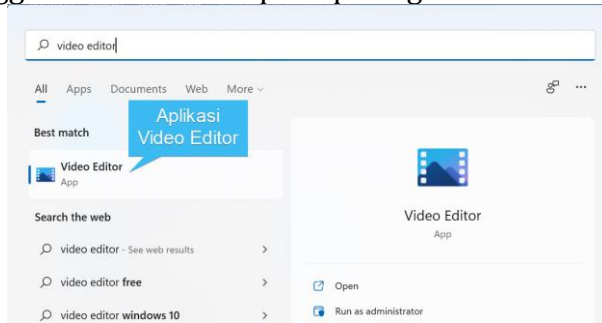 video editor
All Apps Documents Web More
Aplikasi
Video Editor
Best match
Video Editor
App
Search the web
video editor - See web results
video editor free
video editor windows 10
Video Editor
App
Open
Run as administrator